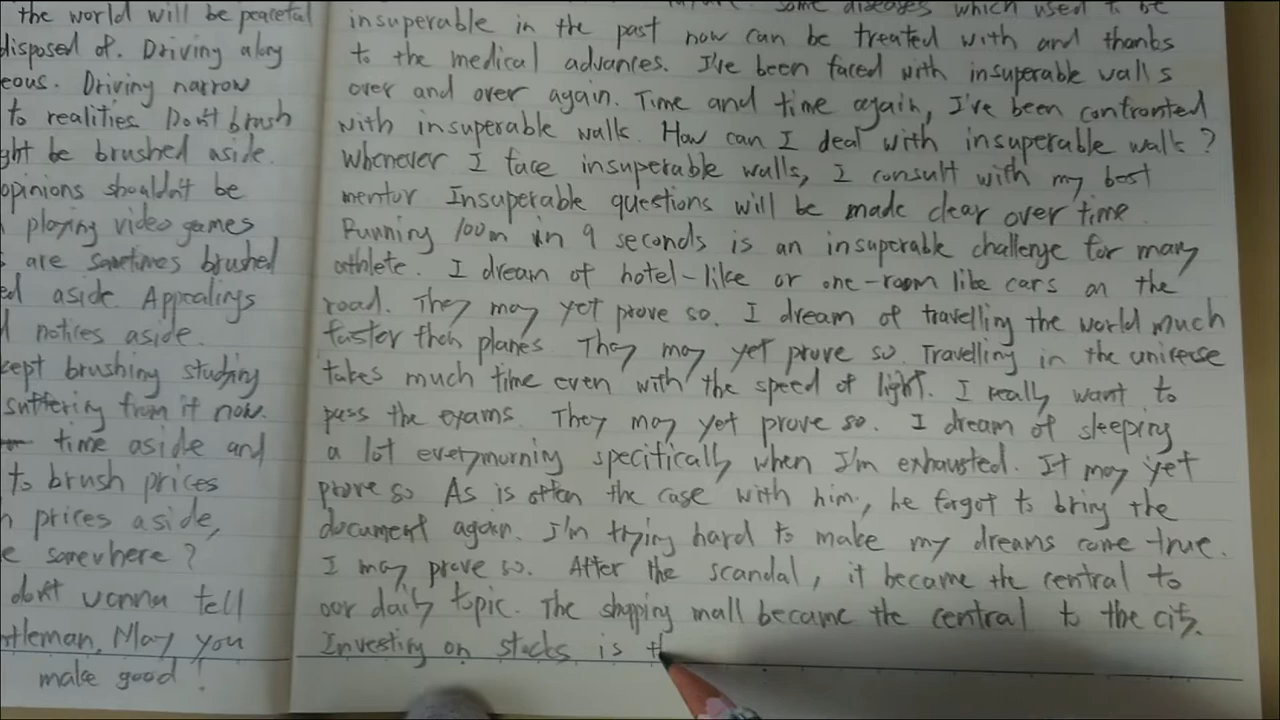 the world will be peaceful
disposed of. Driving along
eous. Driving narrow
to realities. Don't brush
ght be brushed aside.
opinions shouldn't be
playing video games
s are sometimes brushed
ed aside. Appealings
d notices aside.
cept brushing studying
suffering from it now.
time aside and
to brush prices
n prices aside,
e somewhere?
don't wanna tell
ntleman, May you
make good!
some diseases which used to be
insuperable in the past now can be treated with and thanks
to the medical advances. I've been faced with insuperable walls
over and over again. Time and time again, I've been confronted
with insuperable walls. How can I deal with insuperable walls?
Whenever I face insuperable walls, I consult with my best
mentor Insuperable questions will be made clear over time.
Running 100m in 9 seconds is an insuperable challenge for many
athlete. I dream of hotel-like or one-room like cars on the
road. They may yet prove so. I dream of travelling the world much
faster than planes They may yet prove so. Travelling in the universe
takes much time even with the speed of light. I really want to
pass the exams. They may yet prove so. I dream of sleeping
a lot everymorning specifically when I'm exhausted. It may yet
prove so As is often the case with him, he forgot to bring the
document again. I'm trying hard to make my dreams come true.
I may prove so. After the scandal, it became the central to
our daily topic. The shopping mall became the central to the city.
Investing on stocks is t